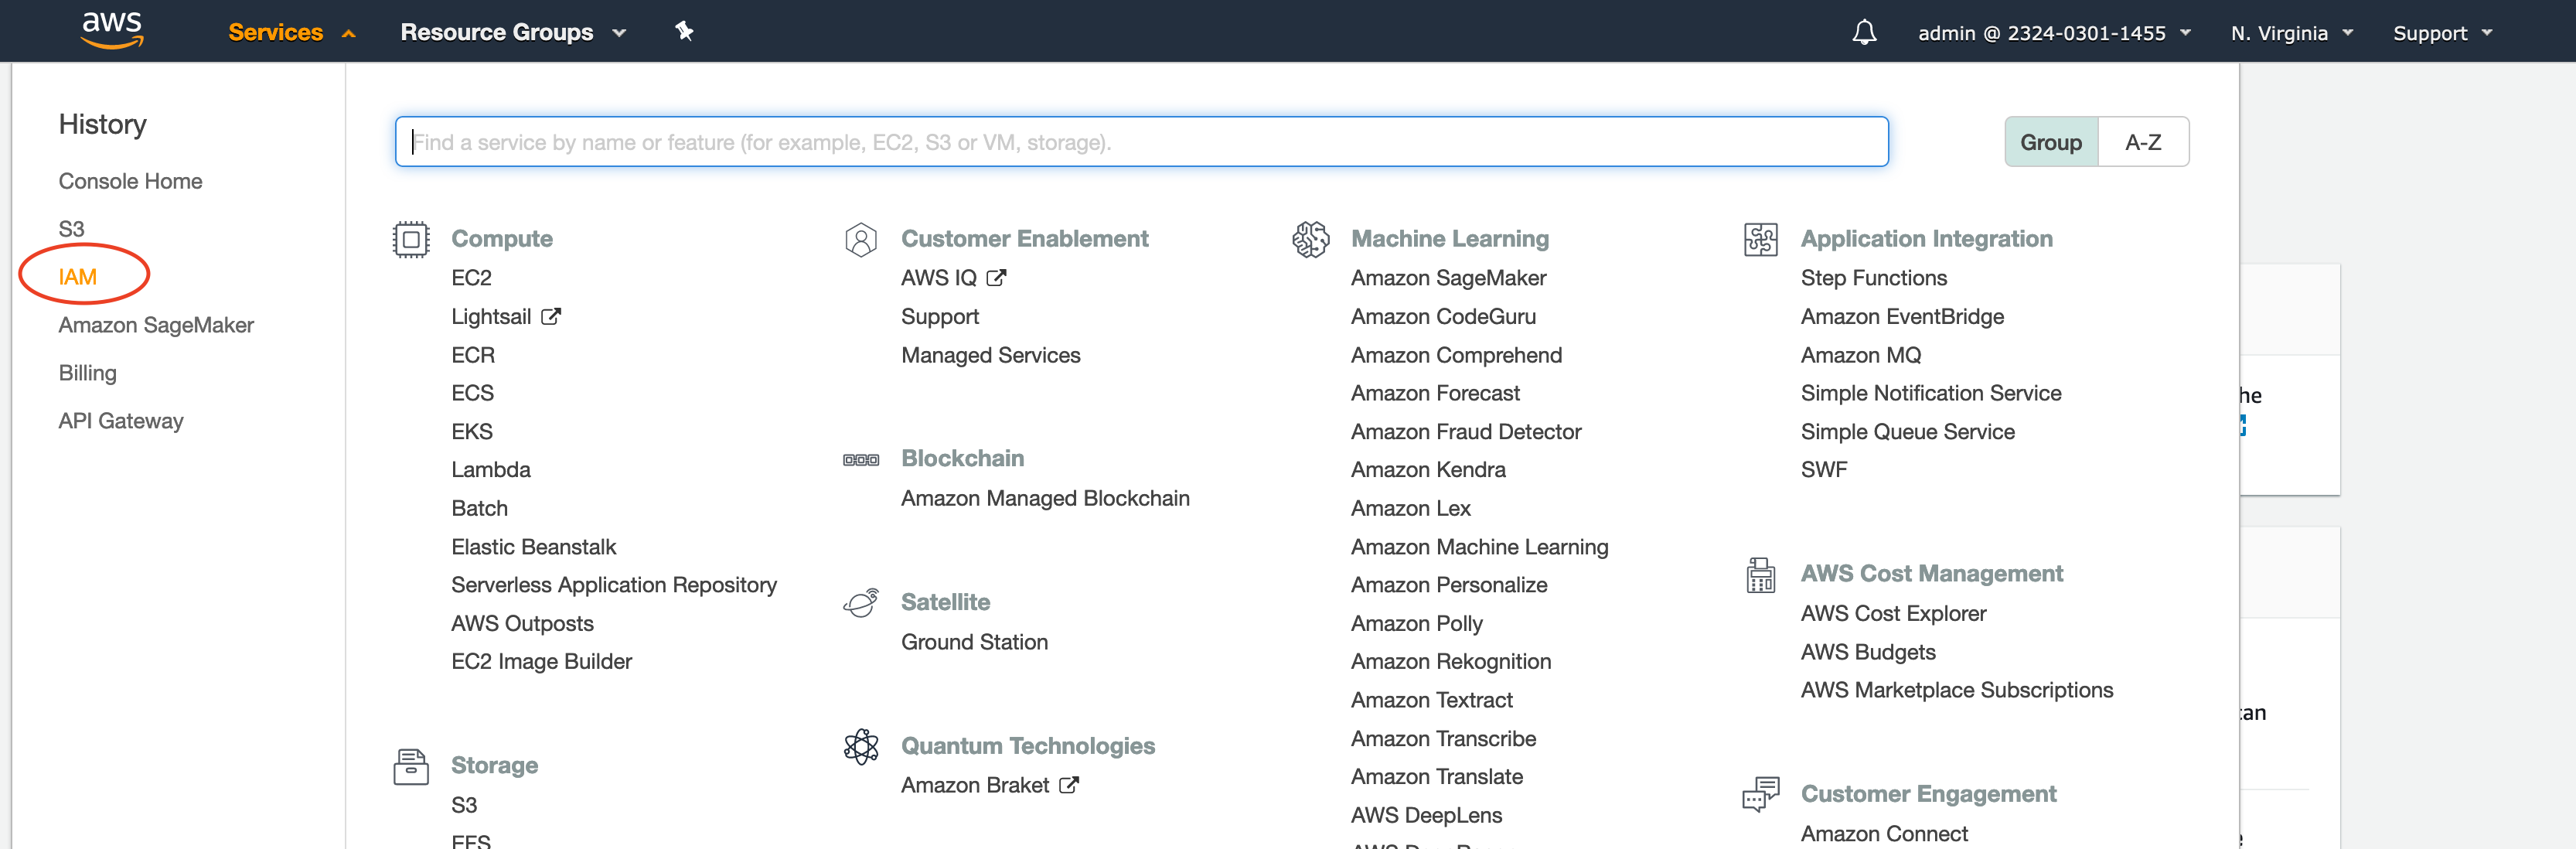 aws
Services
Resource Groups
admin @ 2324-0301-1455
N. Virginia
Support
History
Console Home
S3
IAM
Amazon SageMaker
Billing
API Gateway
Find a service by name or feature (for example, EC2, S3 or VM, storage).
Group
A-Z
Compute
EC2
Lightsail
ECR
ECS
EKS
Lambda
Batch
Elastic Beanstalk
Serverless Application Repository
AWS Outposts
EC2 Image Builder
Storage
S3
EFS
Customer Enablement
AWS IQ
Support
Managed Services
Blockchain
Amazon Managed Blockchain
Satellite
Ground Station
Quantum Technologies
Amazon Braket
Machine Learning
Amazon SageMaker
Amazon CodeGuru
Amazon Comprehend
Amazon Forecast
Amazon Fraud Detector
Amazon Kendra
Amazon Lex
Amazon Machine Learning
Amazon Personalize
Amazon Polly
Amazon Rekognition
Amazon Textract
Amazon Transcribe
Amazon Translate
AWS DeepLens
Application Integration
Step Functions
Amazon EventBridge
Amazon MQ
Simple Notification Service
Simple Queue Service
SWF
AWS Cost Management
AWS Cost Explorer
AWS Budgets
AWS Marketplace Subscriptions
Customer Engagement
Amazon Connect